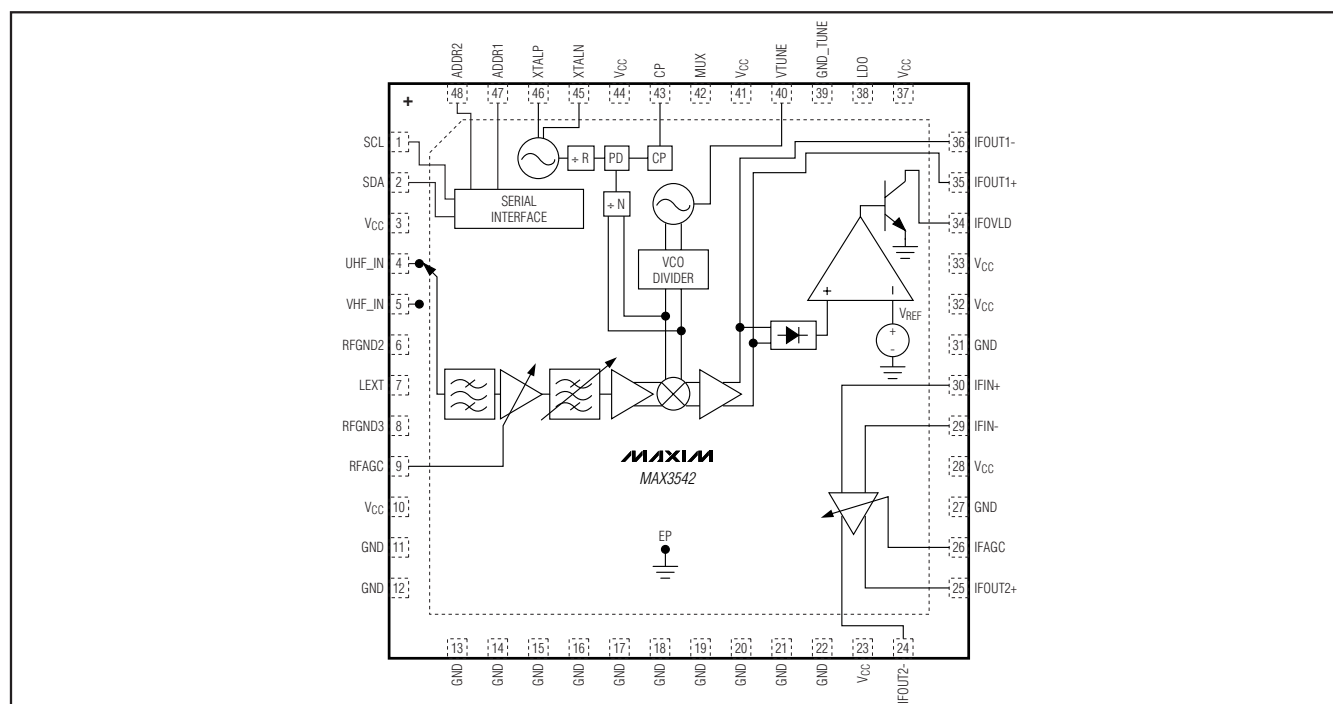 ADDR2
ADDR1
XTALP
XTALN
VCC
CP
MUX
VCC
VTUNE
GND_TUNE
LDO
VCC
+
48
47
46
45
44
43
42
41
40
39
38
37
SCL 1
SDA 2
VCC 3
UHF_IN 4
VHF_IN 5
RFGND2 6
LEXT 7
RFGND3 8
RFAGC 9
VCC 10
GND 11
GND 12
÷ R
PD
CP
SERIAL
INTERFACE
÷ N
VCO
DIVIDER
+
−
VREF
+
-
MAXIM
MAX3542
EP
36 IFOUT1-
35 IFOUT1+
34 IFOVLD
33 VCC
32 VCC
31 GND
30 IFIN+
29 IFIN-
28 VCC
27 GND
26 IFAGC
25 IFOUT2+
13
14
15
16
17
18
19
20
21
22
23
24
GND
GND
GND
GND
GND
GND
GND
GND
GND
GND
VCC
IFOUT2-